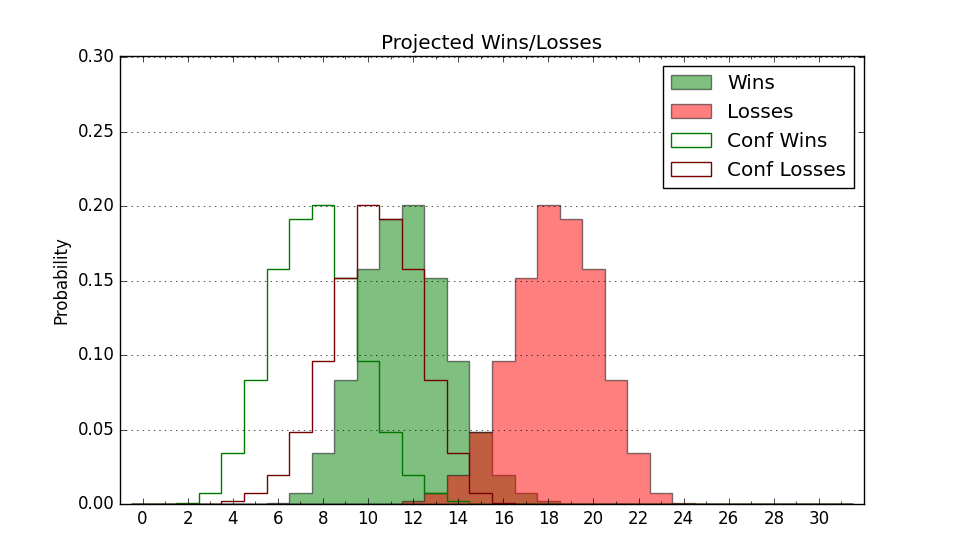 Projected Wins/Losses
0.30
0.25
0.20
0.15
0.10
0.05
0.00
Probability
Wins
Losses
Conf Wins
Conf Losses
0 2 4 6 8 10 12 14 16 18 20 22 24 26 28 30